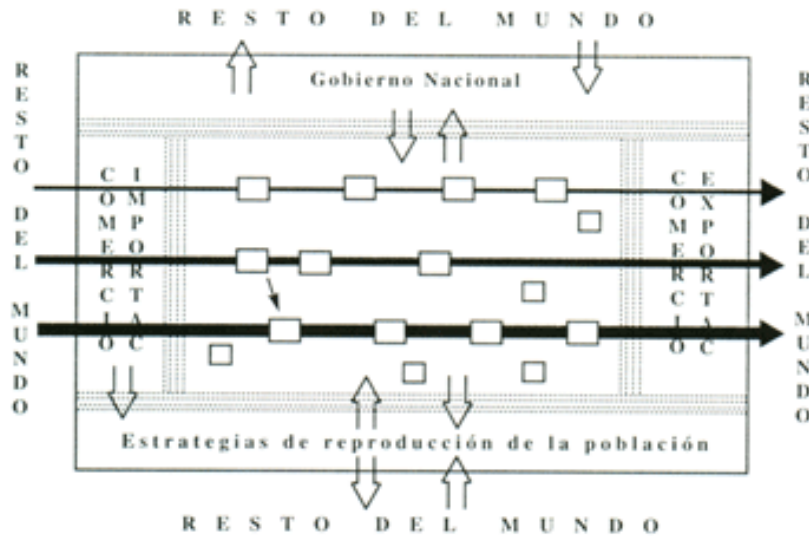 RESTO DEL MUNDO
Gobierno Nacional
RESTO DEL MUNDO
COMERCIO
IMPORTAC
COMERCIO
EXPORTAC
RESTO DEL MUNDO
Estrategias de reproducción de la población
RESTO DEL MUNDO